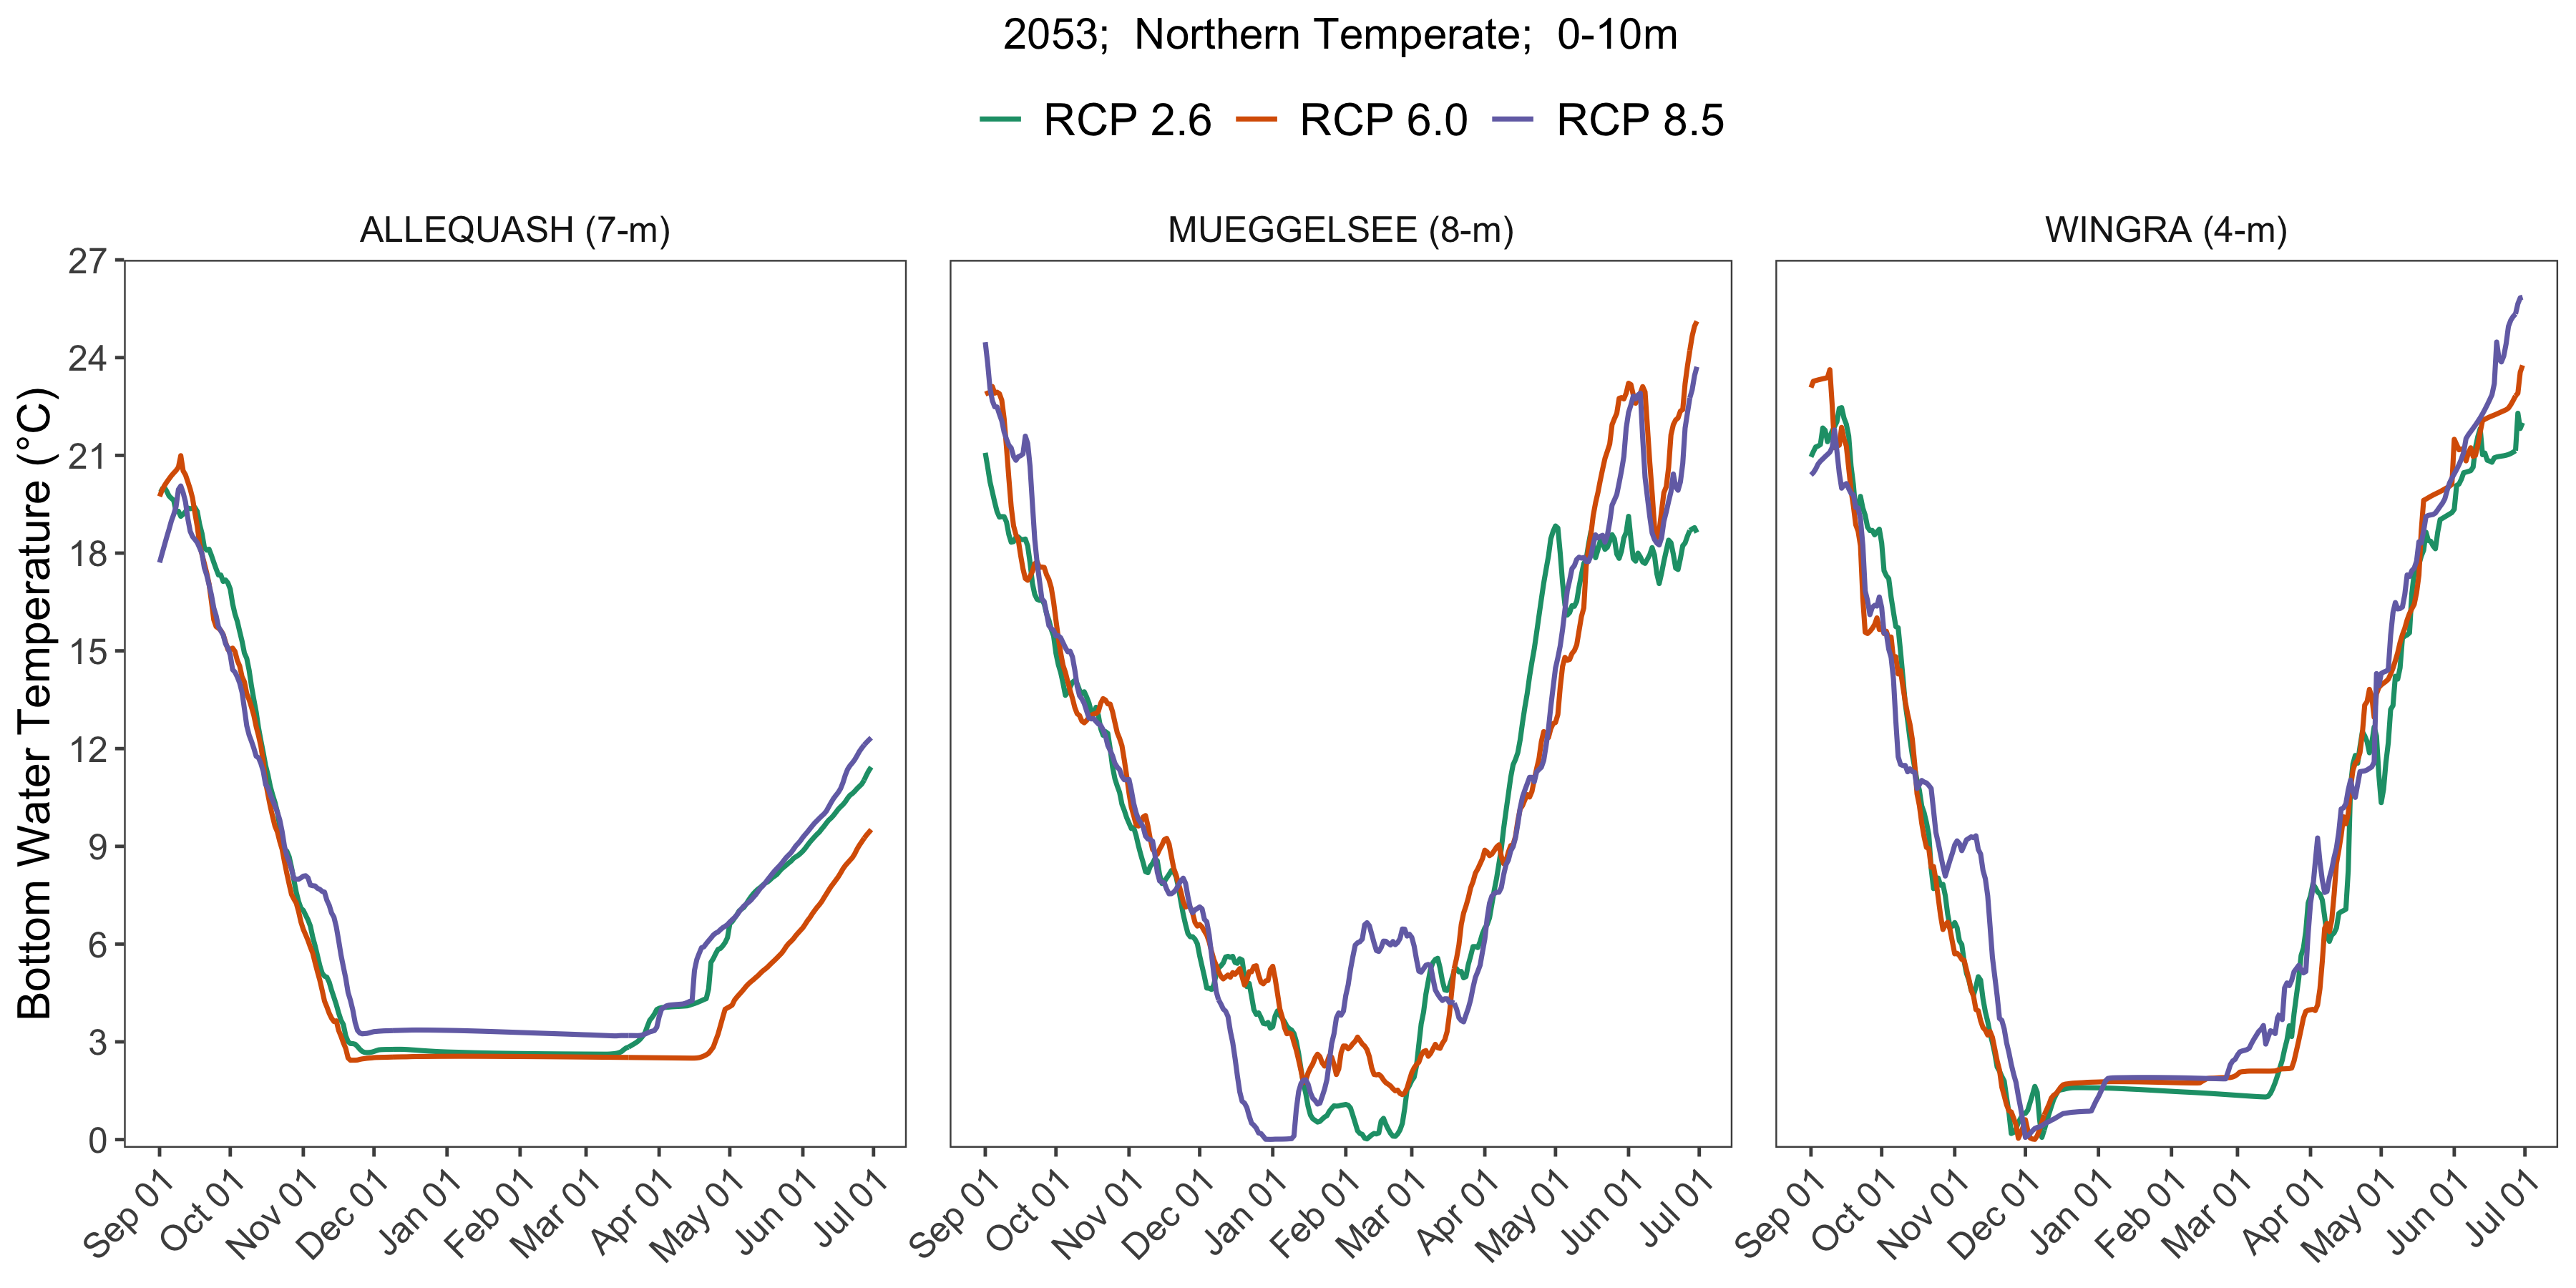 2053;  Northern Temperate;  0-10m
RCP 2.6 RCP 6.0 RCP 8.5
ALLEQUASH (7-m) MUEGGELSEE (8-m) WINGRA (4-m)
Bottom Water Temperature (°C)
27
24
21
18
15
12
9
6
3
0
Sep 01 Oct 01 Nov 01 Dec 01 Jan 01 Feb 01 Mar 01 Apr 01 May 01 Jun 01 Jul 01 Sep 01 Oct 01 Nov 01 Dec 01 Jan 01 Feb 01 Mar 01 Apr 01 May 01 Jun 01 Jul 01 Sep 01 Oct 01 Nov 01 Dec 01 Jan 01 Feb 01 Mar 01 Apr 01 May 01 Jun 01 Jul 01